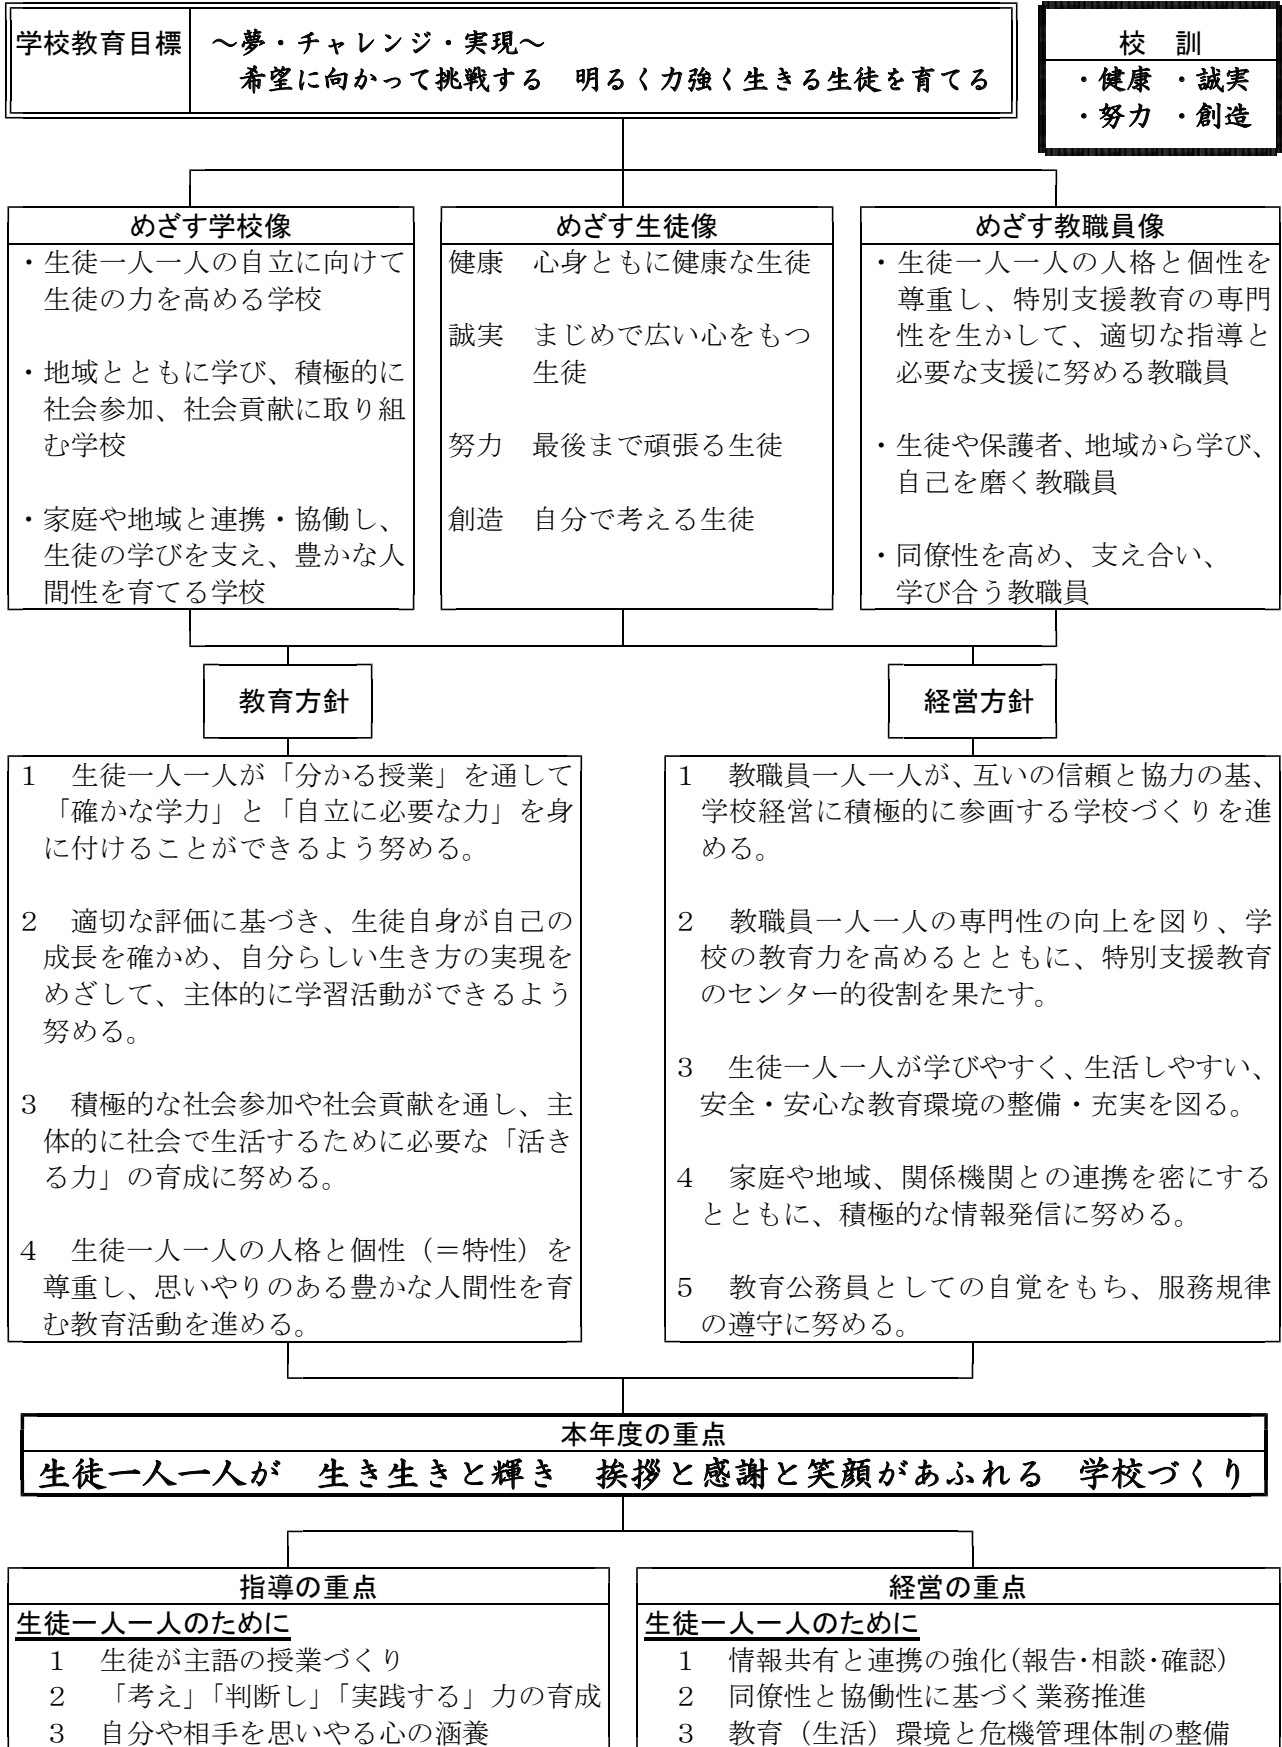 学校教育目標
～夢・チャレンジ・実現～
希望に向かって挑戦する　明るく力強く生きる生徒を育てる
校　訓
・健康　・誠実
・努力　・創造
めざす学校像
・生徒一人一人の自立に向けて
生徒の力を高める学校
・地域とともに学び、積極的に
社会参加、社会貢献に取り組
む学校
・家庭や地域と連携・協働し、
生徒の学びを支え、豊かな人
間性を育てる学校
めざす生徒像
健康　心身ともに健康な生徒
誠実　まじめで広い心をもつ
生徒
努力　最後まで頑張る生徒
創造　自分で考える生徒
めざす教職員像
・生徒一人一人の人格と個性を
尊重し、特別支援教育の専門
性を生かして、適切な指導と
必要な支援に努める教職員
・生徒や保護者、地域から学び、
自己を磨く教職員
・同僚性を高め、支え合い、
学び合う教職員
教育方針
1　生徒一人一人が「分かる授業」を通して
「確かな学力」と「自立に必要な力」を身
に付けることができるよう努める。
2　適切な評価に基づき、生徒自身が自己の
成長を確かめ、自分らしい生き方の実現を
めざして、主体的に学習活動ができるよう
努める。
3　積極的な社会参加や社会貢献を通し、主
体的に社会で生活するために必要な「活き
る力」の育成に努める。
4　生徒一人一人の人格と個性（＝特性）を
尊重し、思いやりのある豊かな人間性を育
む教育活動を進める。
経営方針
1　教職員一人一人が、互いの信頼と協力の基、
学校経営に積極的に参画する学校づくりを進
める。
2　教職員一人一人の専門性の向上を図り、学
校の教育力を高めるとともに、特別支援教育
のセンター的役割を果たす。
3　生徒一人一人が学びやすく、生活しやすい、
安全・安心な教育環境の整備・充実を図る。
4　家庭や地域、関係機関との連携を密にする
とともに、積極的な情報発信に努める。
5　教育公務員としての自覚をもち、服務規律
の遵守に努める。
本年度の重点
生徒一人一人が　生き生きと輝き　挨拶と感謝と笑顔があふれる　学校づくり
指導の重点
生徒一人一人のために
1　生徒が主語の授業づくり
2　「考え」「判断し」「実践する」力の育成
3　自分や相手を思いやる心の涵養
経営の重点
生徒一人一人のために
1　情報共有と連携の強化(報告・相談・確認)
2　同僚性と協働性に基づく業務推進
3　教育（生活）環境と危機管理体制の整備